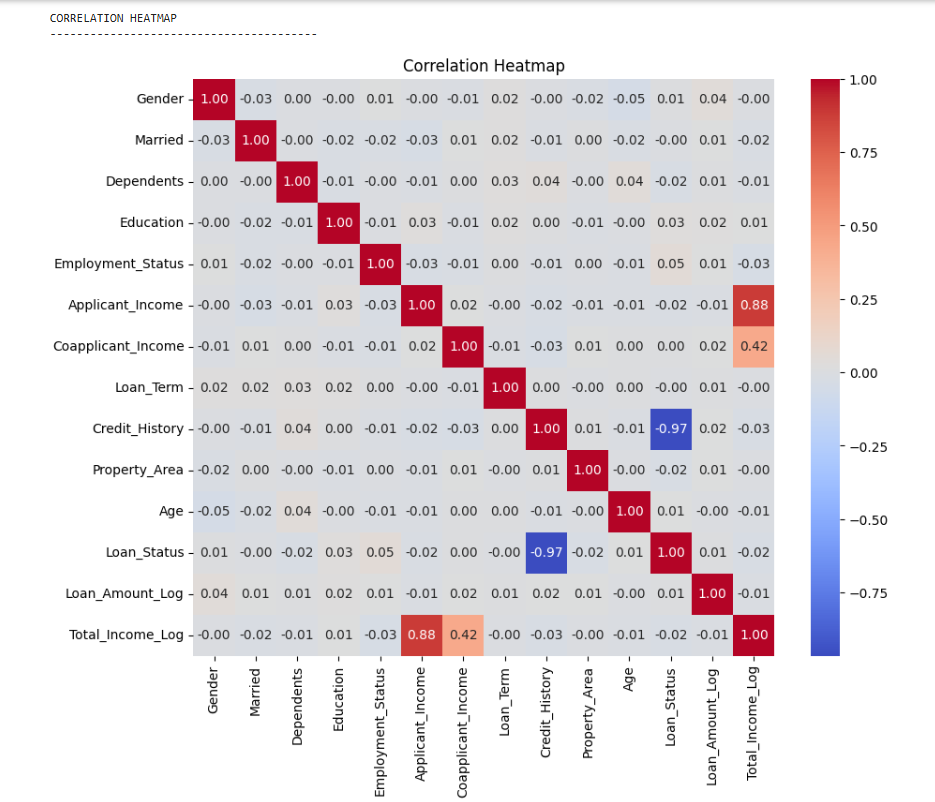 CORRELATION HEATMAP
----------------------------------------
Correlation Heatmap
Gender 1.00 -0.03 0.00 -0.00 0.01 -0.00 -0.01 0.02 -0.00 -0.02 -0.05 0.01 0.04 -0.00
Married -0.03 1.00 -0.00 -0.02 -0.02 -0.03 0.01 0.02 -0.01 0.00 -0.02 -0.00 0.01 -0.02
Dependents 0.00 -0.00 1.00 -0.01 -0.00 -0.01 0.00 0.03 0.04 -0.00 0.04 -0.02 0.01 -0.01
Education -0.00 -0.02 -0.01 1.00 -0.01 0.03 -0.01 0.02 0.00 -0.01 -0.00 0.03 0.02 0.01
Employment_Status 0.01 -0.02 -0.00 -0.01 1.00 -0.03 -0.01 0.00 -0.01 0.00 -0.01 0.05 0.01 -0.03
Applicant_Income -0.00 -0.03 -0.01 0.03 -0.03 1.00 0.02 -0.00 -0.02 -0.01 -0.01 -0.02 -0.01 0.88
Coapplicant_Income -0.01 0.01 0.00 -0.01 -0.01 0.02 1.00 -0.01 -0.03 0.01 0.00 0.00 0.02 0.42
Loan_Term 0.02 0.02 0.03 0.02 0.00 -0.00 -0.01 1.00 0.00 -0.00 0.00 -0.00 0.01 -0.00
Credit_History -0.00 -0.01 0.04 0.00 -0.01 -0.02 -0.03 0.00 1.00 0.01 -0.01 -0.97 0.02 -0.03
Property_Area -0.02 0.00 -0.00 -0.01 0.00 -0.01 0.01 -0.00 0.01 1.00 -0.00 -0.02 0.01 -0.00
Age -0.05 -0.02 0.04 -0.00 -0.01 -0.01 0.00 0.00 -0.01 -0.00 1.00 0.01 -0.00 -0.01
Loan_Status 0.01 -0.00 -0.02 0.03 0.05 -0.02 0.00 -0.00 -0.97 -0.02 0.01 1.00 0.01 -0.02
Loan_Amount_Log 0.04 0.01 0.01 0.02 0.01 -0.01 0.02 0.01 0.02 0.01 -0.00 0.01 1.00 -0.01
Total_Income_Log -0.00 -0.02 -0.01 0.01 -0.03 0.88 0.42 -0.00 -0.03 -0.00 -0.01 -0.02 -0.01 1.00
Gender
Married
Dependents
Education
Employment_Status
Applicant_Income
Coapplicant_Income
Loan_Term
Credit_History
Property_Area
Age
Loan_Status
Loan_Amount_Log
Total_Income_Log
1.00
0.75
0.50
0.25
0.00
−0.25
−0.50
−0.75